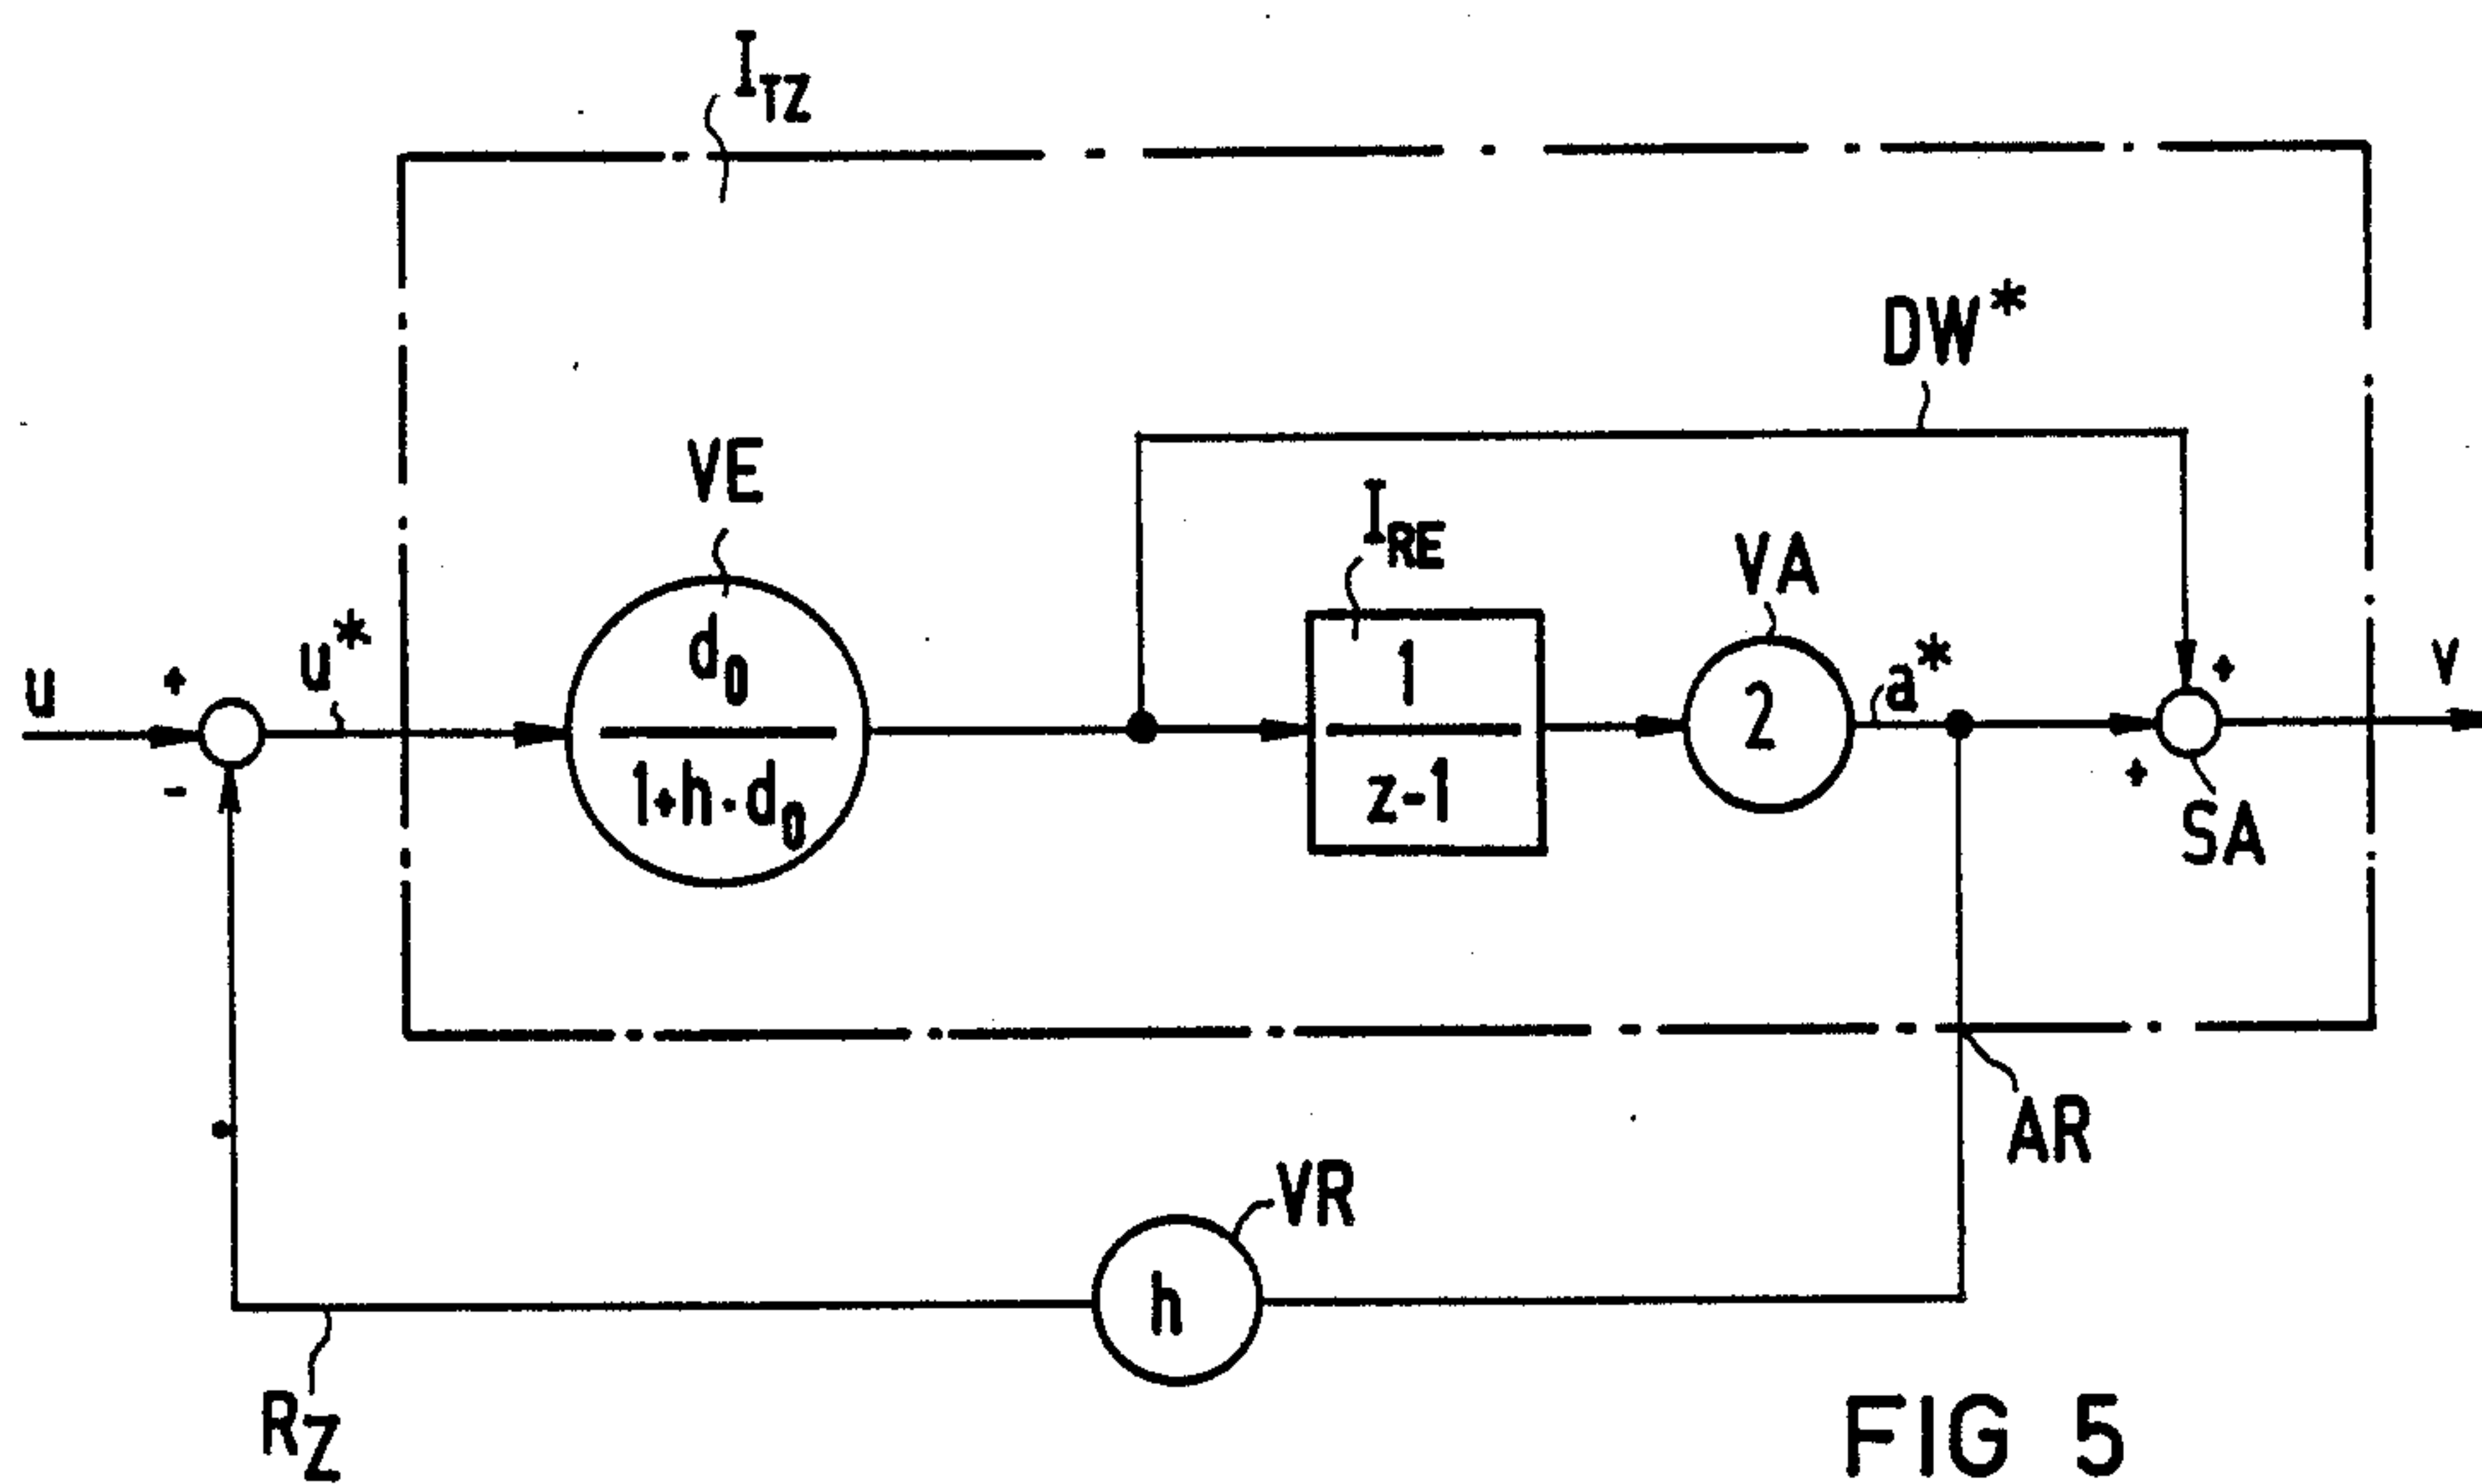 I_TZ
DW*
VE
I_RE
VA
d_0
1+h·d_0
1
z-1
2
a*
u
+
-
u*
+
+
v
SA
AR
VR
h
R_Z
FIG 5